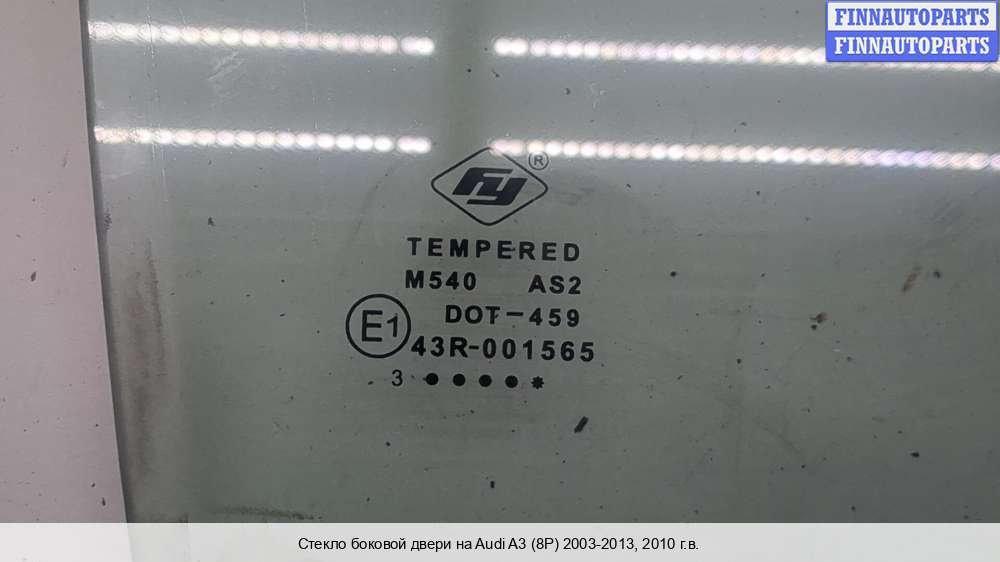 FINNAUTOPARTS
FINNAUTOPARTS
FY ®
TEMPERED
M540 AS2
DOT-459
E1
43R-001565
3
Стекло боковой двери на Audi A3 (8P) 2003-2013, 2010 г.в.